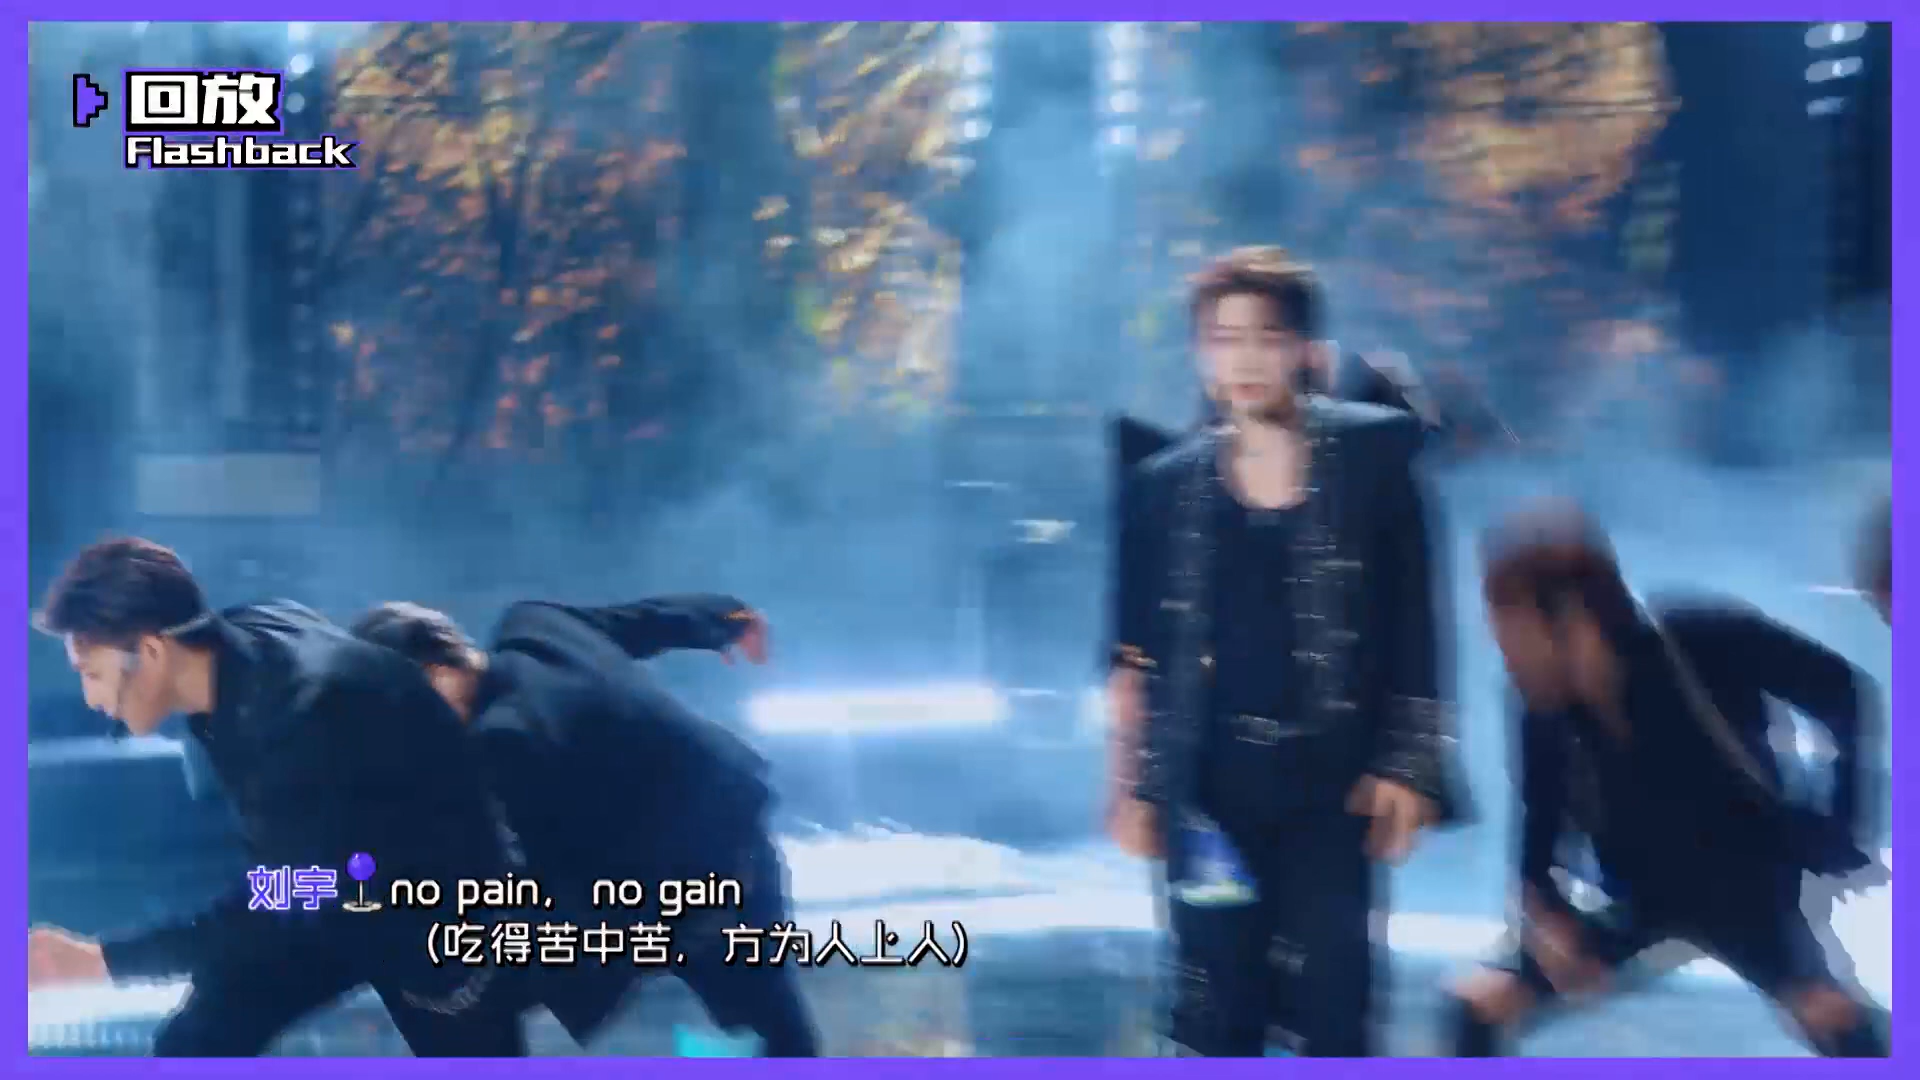 回放
Flashback
刘宇 no pain, no gain
(吃得苦中苦, 方为人上人)